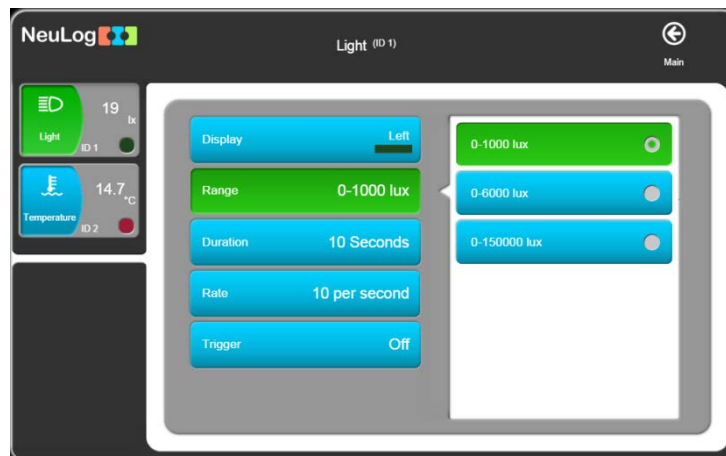 NeuLog
Light (ID 1)
Main
19
lx
Light
ID 1
14.7
°C
Temperature
ID 2
Display Left
Range 0-1000 lux
Duration 10 Seconds
Rate 10 per second
Trigger Off
0-1000 lux
0-6000 lux
0-150000 lux